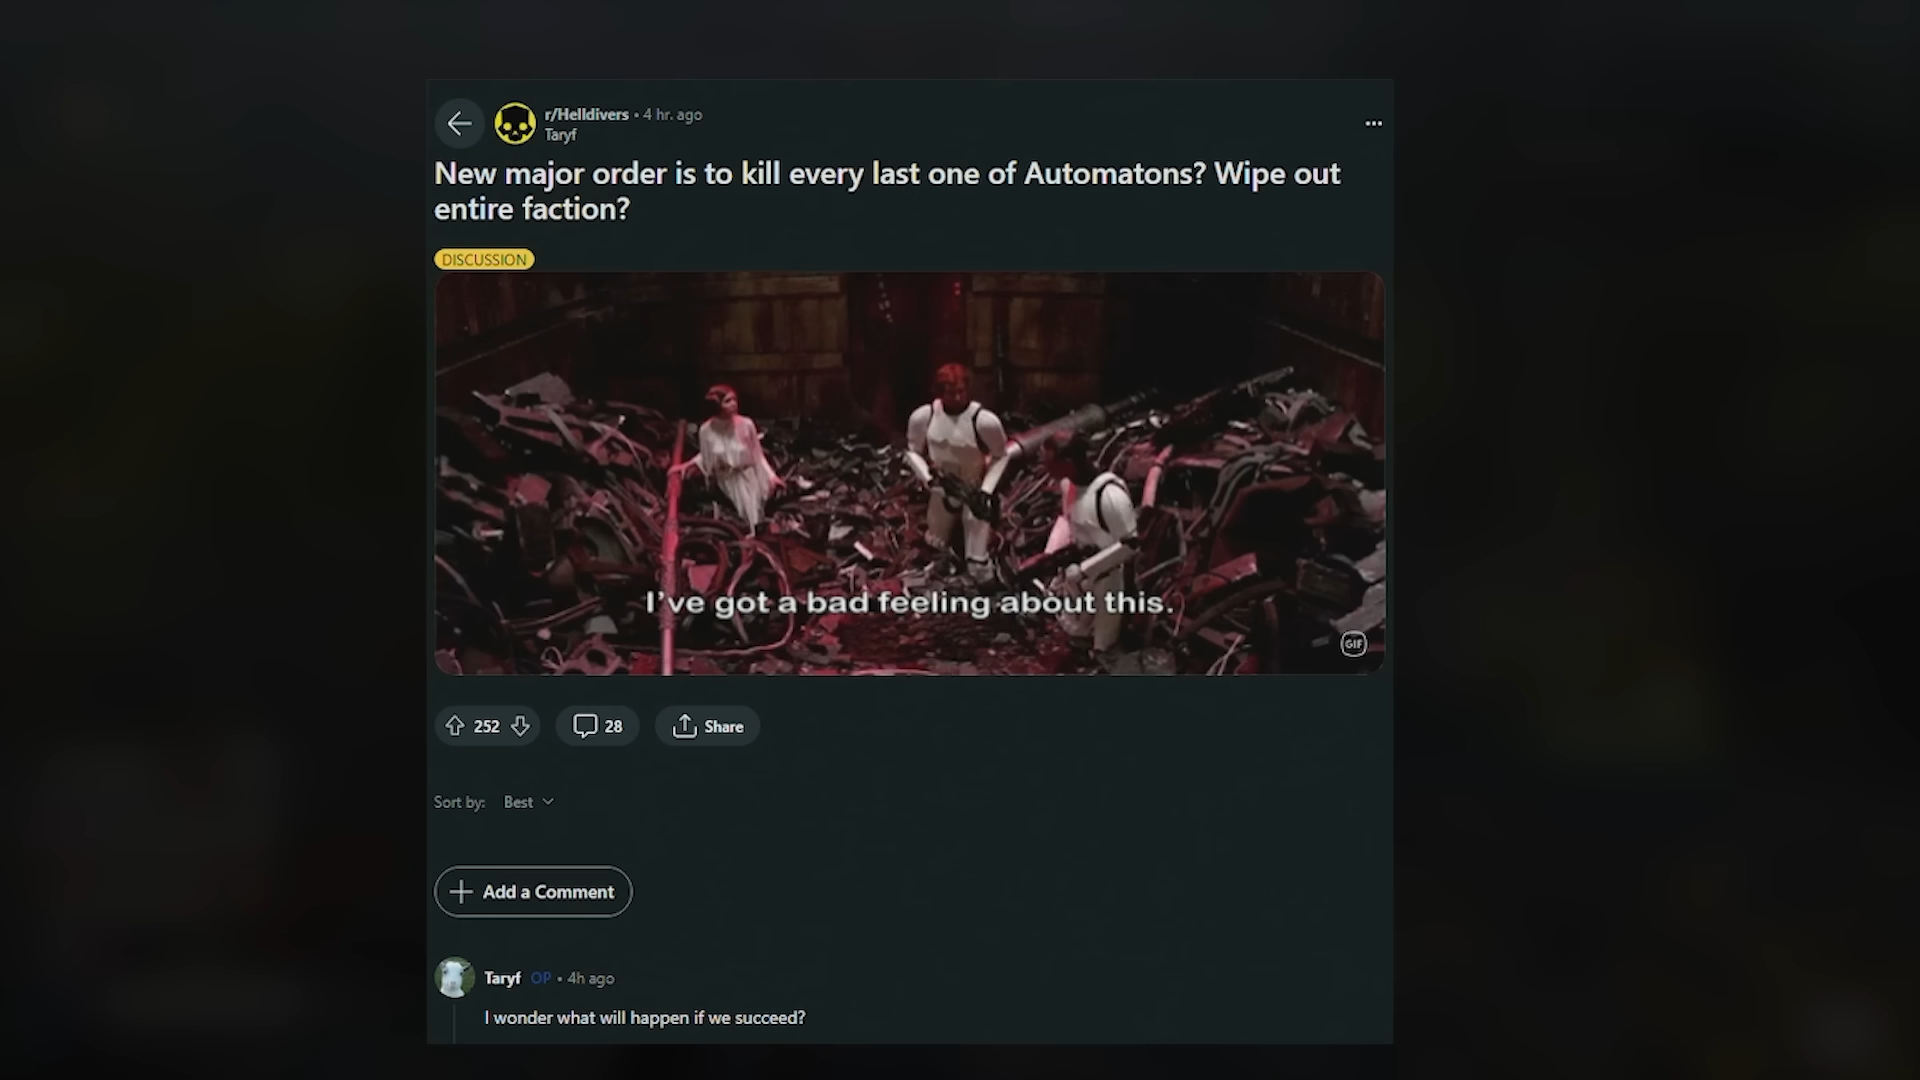 r/Helldivers • 4 hr. ago
Taryf
New major order is to kill every last one of Automatons? Wipe out
entire faction?
DISCUSSION
I've got a bad feeling about this.
GIF
252
28
Share
Sort by: Best
Add a Comment
Taryf OP • 4h ago
I wonder what will happen if we succeed?